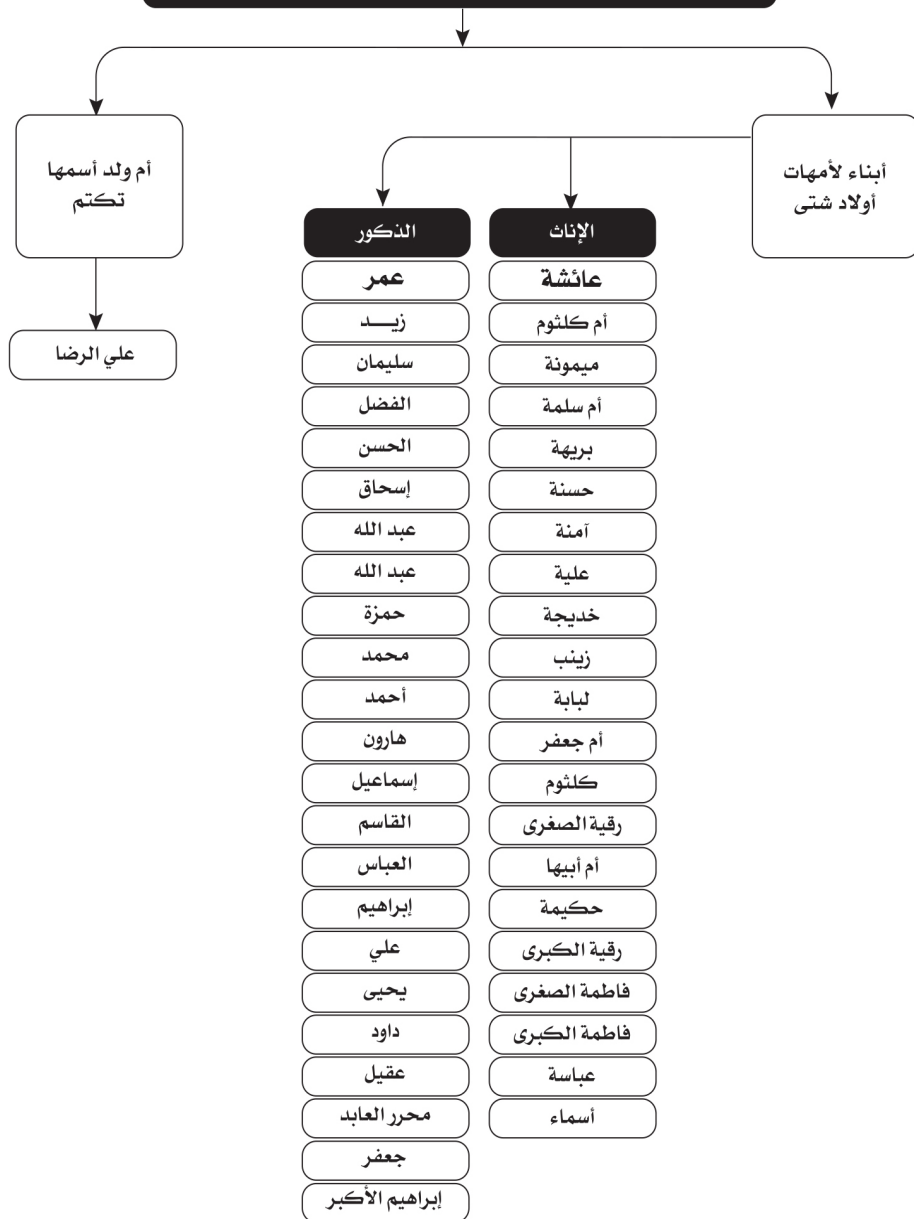 أبناء لأمهات
أولاد شتى
أم ولد أسمها
تكتم
علي الرضا
الإناث
عائشة
أم كلثوم
ميمونة
أم سلمة
بريهة
حسنة
آمنة
علية
خديجة
زينب
لبابة
أم جعفر
كلثوم
رقية الصغرى
أم أبيها
حكيمة
رقية الكبرى
فاطمة الصغرى
فاطمة الكبرى
عباسة
أسماء
الذكور
عمر
زيــد
سليمان
الفضل
الحسن
إسحاق
عبد الله
عبد الله
حمزة
محمد
أحمد
هارون
إسماعيل
القاسم
العباس
إبراهيم
علي
يحيى
داود
عقيل
محرر العابد
جعفر
إبراهيم الأكبر